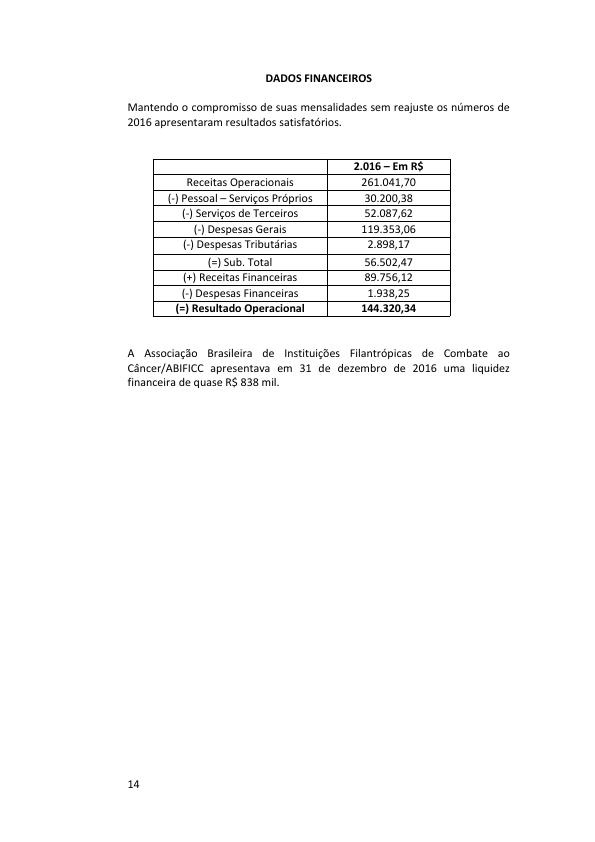 DADOS FINANCEIROS
Mantendo o compromisso de suas mensalidades sem reajuste os números de
2016 apresentaram resultados satisfatórios.
2.016 – Em R$
Receitas Operacionais 261.041,70
(-) Pessoal – Serviços Próprios 30.200,38
(-) Serviços de Terceiros 52.087,62
(-) Despesas Gerais 119.353,06
(-) Despesas Tributárias 2.898,17
(=) Sub. Total 56.502,47
(+) Receitas Financeiras 89.756,12
(-) Despesas Financeiras 1.938,25
(=) Resultado Operacional 144.320,34
A Associação Brasileira de Instituições Filantrópicas de Combate ao
Câncer/ABIFICC apresentava em 31 de dezembro de 2016 uma liquidez
financeira de quase R$ 838 mil.
14